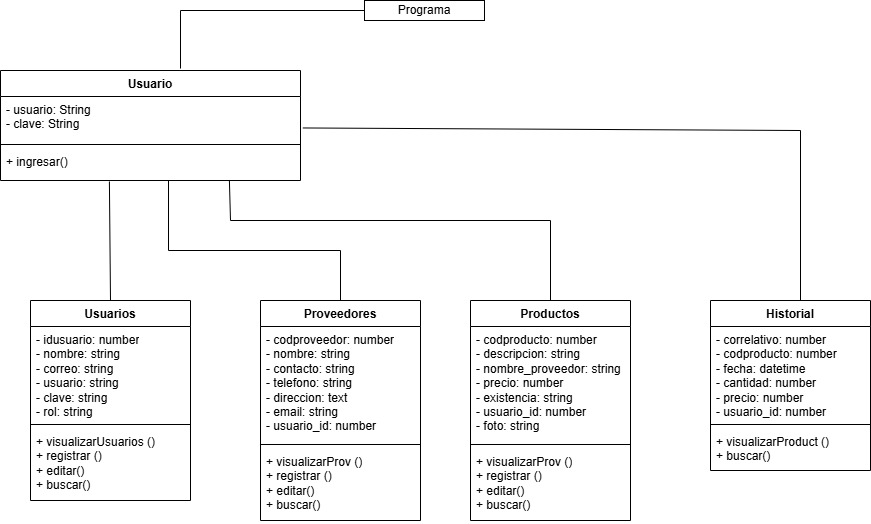 Programa
Usuario
- usuario: String
- clave: String
+ ingresar()
Usuarios
- idusuario: number
- nombre: string
- correo: string
- usuario: string
- clave: string
- rol: string
+ visualizarUsuarios ()
+ registrar ()
+ editar()
+ buscar()
Proveedores
- codproveedor: number
- nombre: string
- contacto: string
- telefono: string
- direccion: text
- email: string
- usuario_id: number
+ visualizarProv ()
+ registrar ()
+ editar()
+ buscar()
Productos
- codproducto: number
- descripcion: string
- nombre_proveedor: string
- precio: number
- existencia: string
- usuario_id: number
- foto: string
+ visualizarProv ()
+ registrar ()
+ editar()
+ buscar()
Historial
- correlativo: number
- codproducto: number
- fecha: datetime
- cantidad: number
- precio: number
- usuario_id: number
+ visualizarProduct ()
+ buscar()